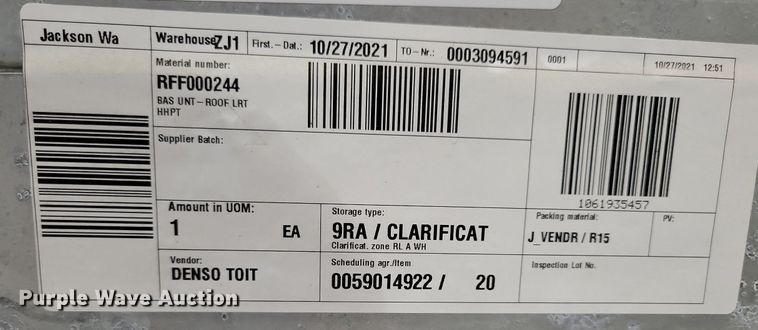 Jackson Wa
Warehouse ZJ1
First.-Dat.: 10/27/2021
TO-Nr.: 0003094591
0001
10/27/2021 12:51
Material number:
RFF000244
BAS UNT-ROOF LRT
HHPT
Supplier Batch:
1061935457
Amount in UOM:
1 EA
Storage type:
9RA / CLARIFICAT
Clarificat. zone RL A WH
Packing material:
J_VENDR / R15
PV:
Vendor:
DENSO TOIT
Scheduling agr./Item
0059014922 / 20
Inspection Lot No.
Purple Wave Auction